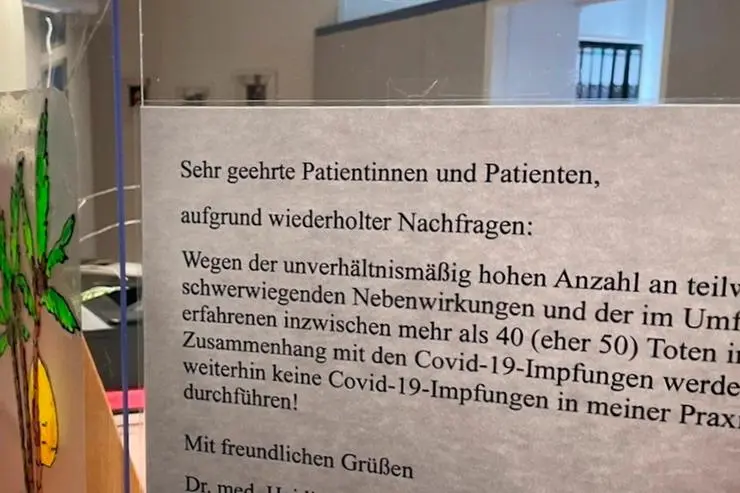 Sehr geehrte Patientinnen und Patienten,
aufgrund wiederholter Nachfragen:
Wegen der unverhältnismäßig hohen Anzahl an
schwerwiegenden Nebenwirkungen und der im
erfahrenen inzwischen mehr als 40 (eher 50) Toten
Zusammenhang mit den Covid-19-Impfungen
weiterhin keine Covid-19-Impfungen in meiner
durchführen!
Mit freundlichen Grüßen
Dr. med.